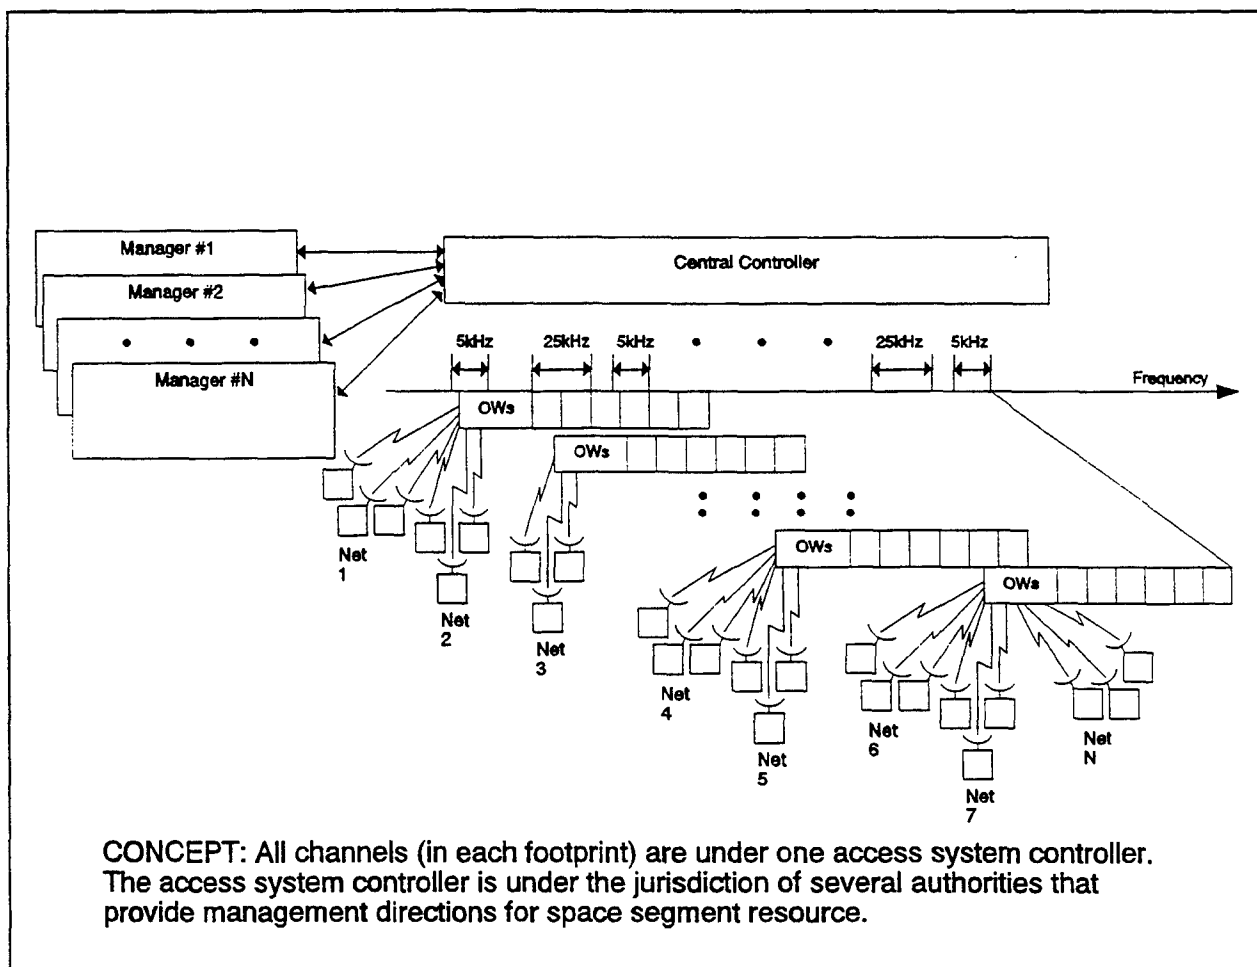 Manager #1
Central Controller
Manager #2
Manager #N
5kHz 25kHz 5kHz 25kHz 5kHz
Frequency
OWs
OWs
OWs
OWs
Net
1
Net
2
Net
3
Net
4
Net
5
Net
6
Net
7
Net
N
CONCEPT: All channels (in each footprint) are under one access system controller.
The access system controller is under the jurisdiction of several authorities that
provide management directions for space segment resource.